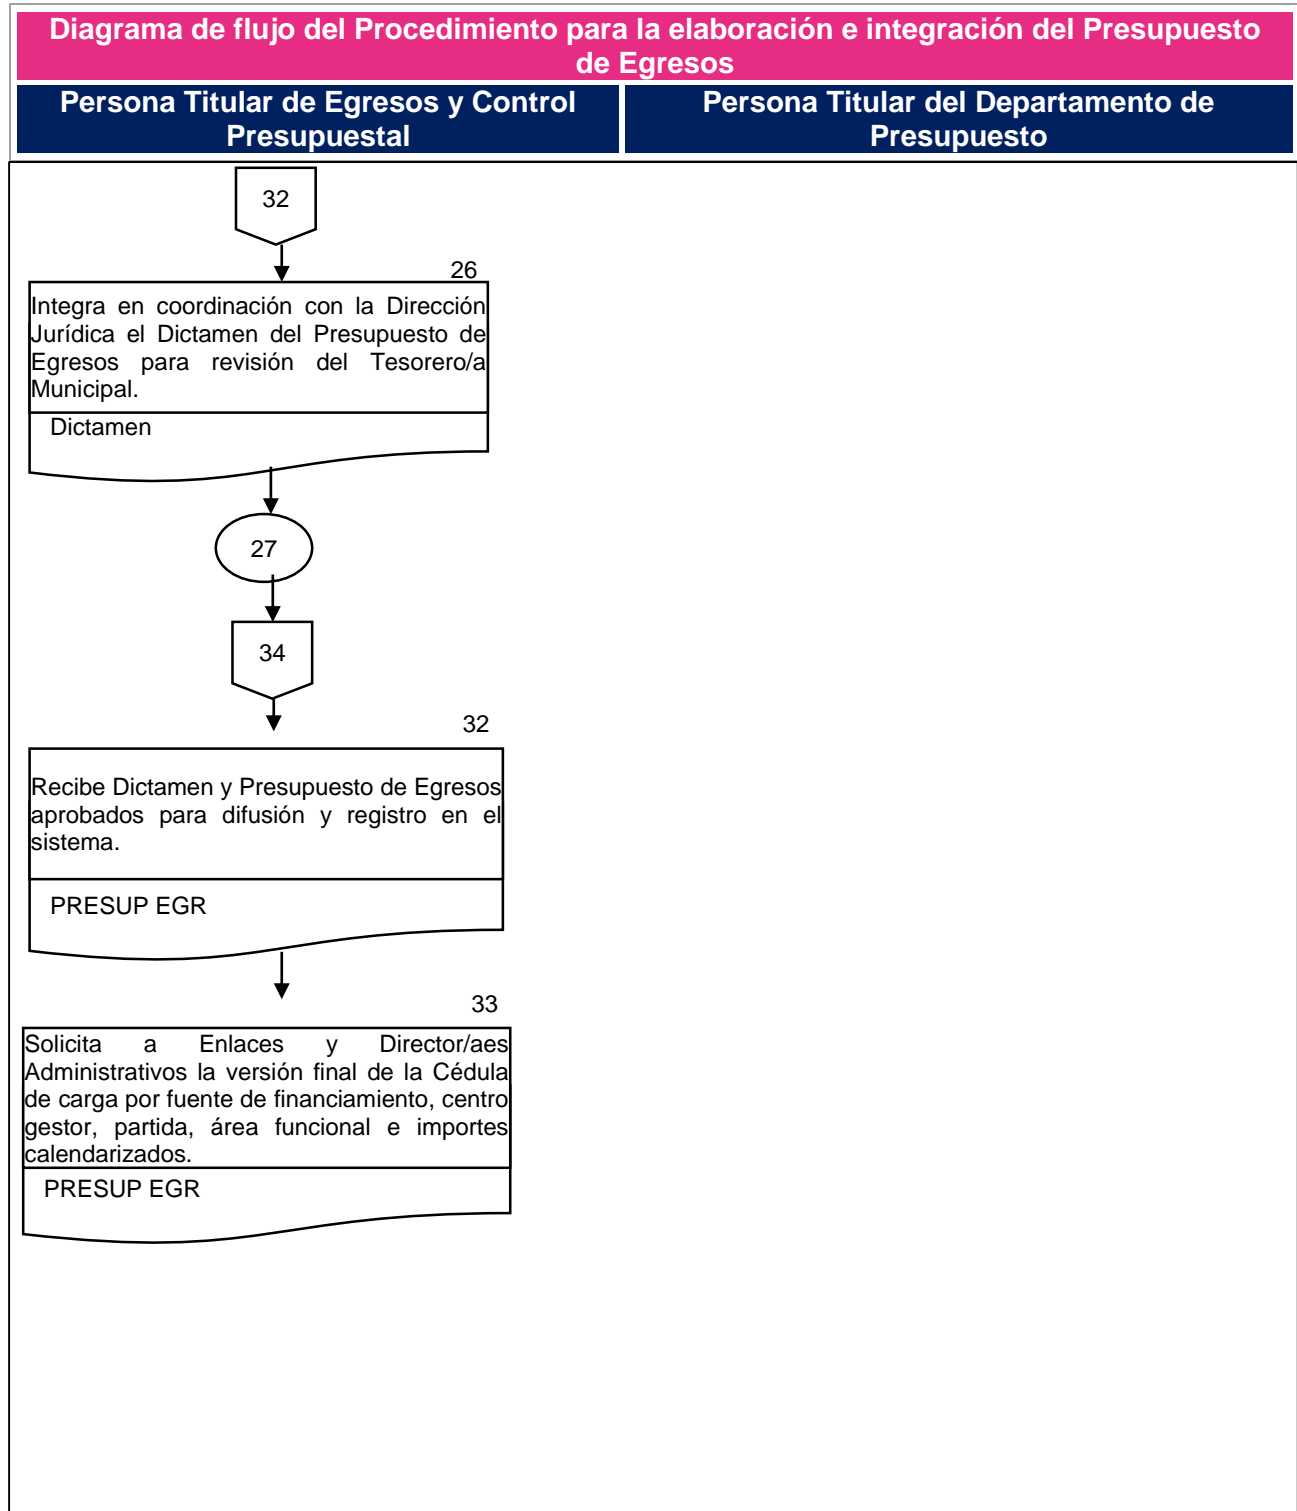 Diagrama de flujo del Procedimiento para la elaboración e integración del Presupuesto
de Egresos
Persona Titular de Egresos y Control
Presupuestal
Persona Titular del Departamento de
Presupuesto
32
26
Integra en coordinación con la Dirección
Jurídica el Dictamen del Presupuesto de
Egresos para revisión del Tesorero/a
Municipal.
Dictamen
27
34
32
Recibe Dictamen y Presupuesto de Egresos
aprobados para difusión y registro en el
sistema.
PRESUP EGR
33
Solicita a Enlaces y Director/aes
Administrativos la versión final de la Cédula
de carga por fuente de financiamiento, centro
gestor, partida, área funcional e importes
calendarizados.
PRESUP EGR